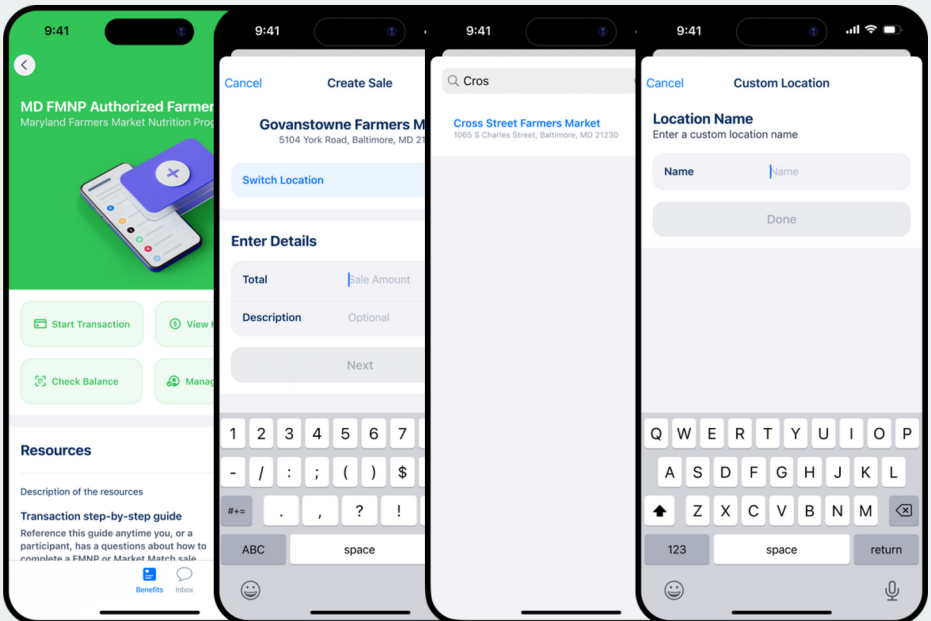 9:41
MD FMNP Authorized Farmer
Maryland Farmers Market Nutrition Prog
Start Transaction
View
Check Balance
Manag
Resources
Description of the resources
Transaction step-by-step guide
Reference this guide anytime you, or a
participant, has a questions about how to
complete a FMNP or Market Match sale
Benefits
Inbox
9:41
Cancel
Create Sale
Govanstowne Farmers M
5104 York Road, Baltimore, MD 21
Switch Location
Enter Details
Total
Sale Amount
Description
Optional
Next
1 2 3 4 5 6 7
- / : ; ( ) $
#+= . , ? !
ABC space
9:41
Cros
Cross Street Farmers Market
1065 S Charles Street, Baltimore, MD 21230
9:41
Cancel
Custom Location
Location Name
Enter a custom location name
Name
Name
Done
Q W E R T Y U I O P
A S D F G H J K L
Z X C V B N M
123 space return